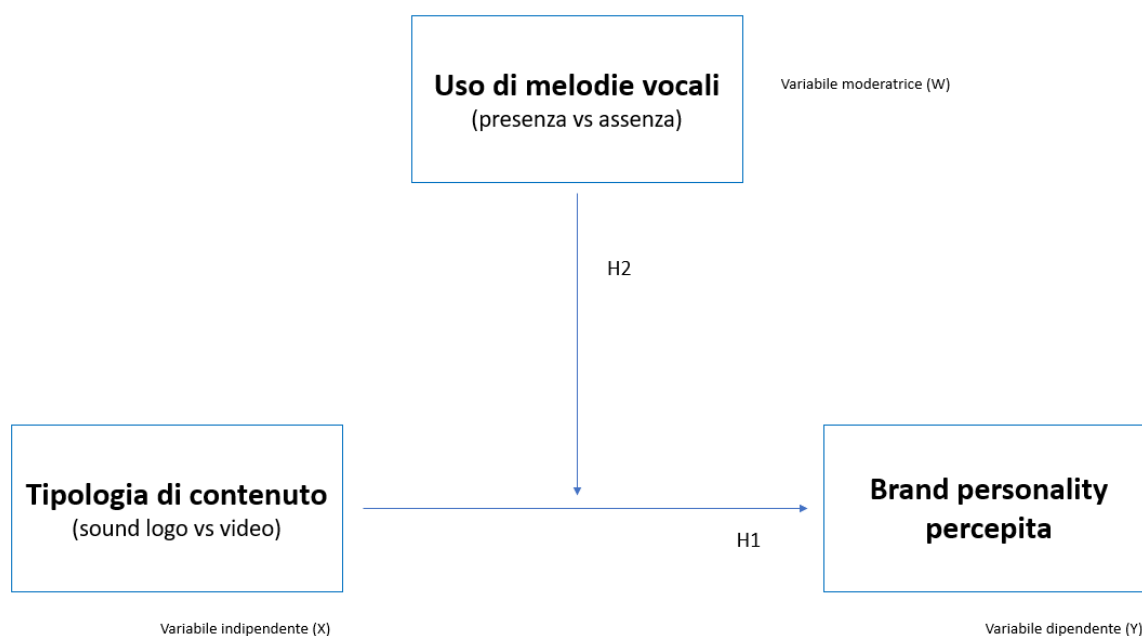 Uso di melodie vocali
(presenza vs assenza)
Variabile moderatrice (W)
H2
Tipologia di contenuto
(sound logo vs video)
H1
Brand personality
percepita
Variabile indipendente (X)
Variabile dipendente (Y)